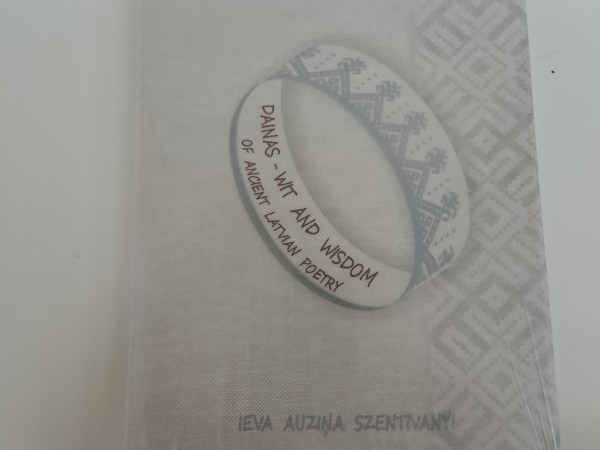 DAINAS - WIT AND WISDOM
OF ANCIENT LATVIAN POETRY
IEVA AUZIŅA SZENTIVANYI